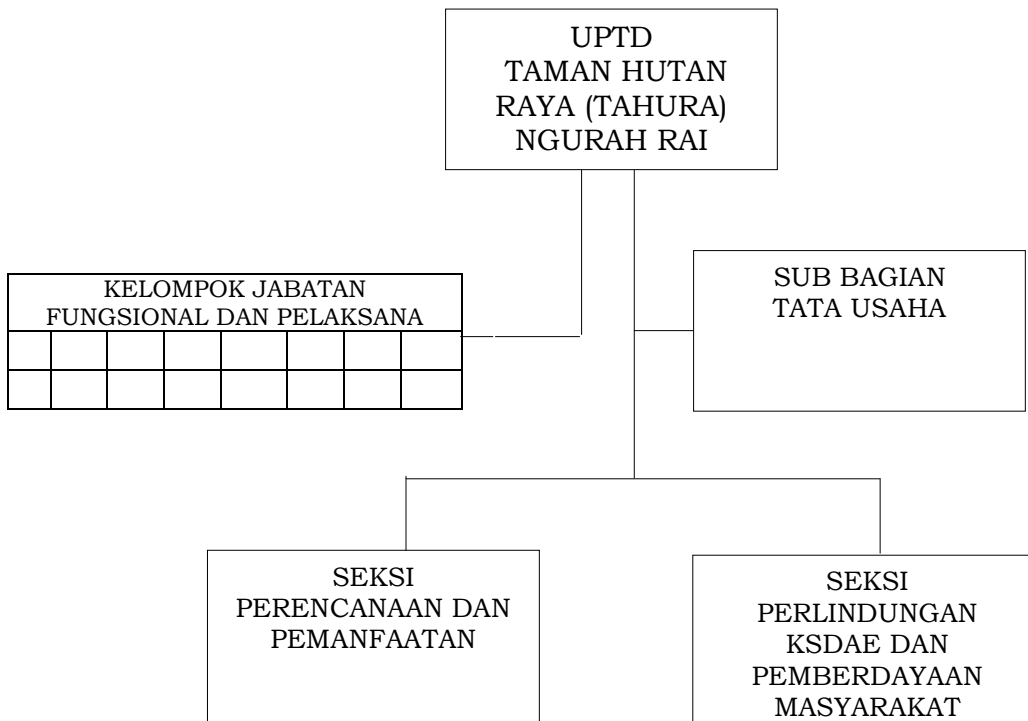 UPTD
TAMAN HUTAN
RAYA (TAHURA)
NGURAH RAI
KELOMPOK JABATAN
FUNGSIONAL DAN PELAKSANA
SUB BAGIAN
TATA USAHA
SEKSI
PERENCANAAN DAN
PEMANFAATAN
SEKSI
PERLINDUNGAN
KSDAE DAN
PEMBERDAYAAN
MASYARAKAT